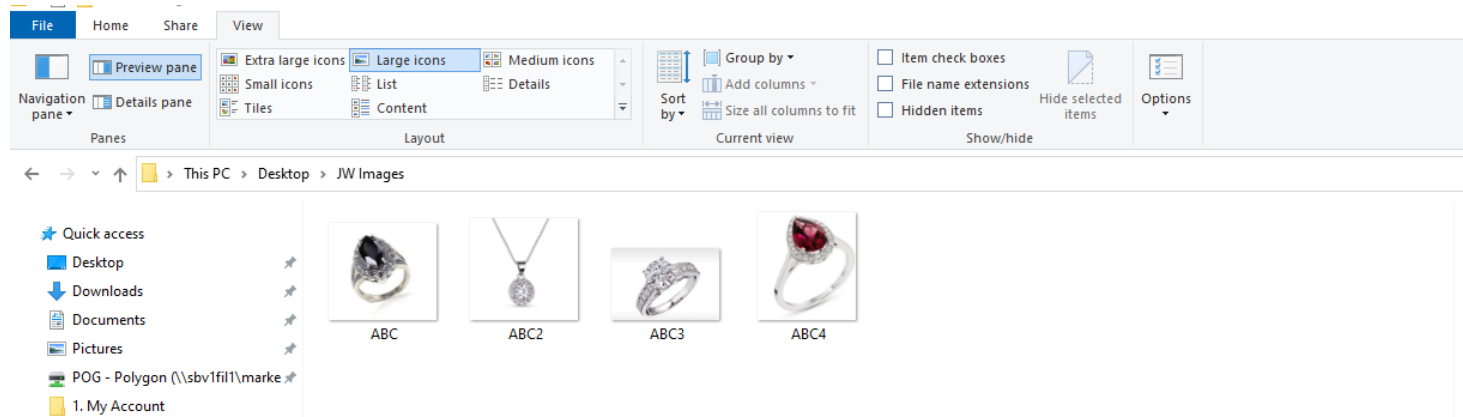 File Home Share View
Preview pane
Navigation pane
Details pane
Panes
Extra large icons Large icons Medium icons
Small icons List Details
Tiles Content
Layout
Sort by
Group by
Add columns
Size all columns to fit
Current view
Item check boxes
File name extensions
Hidden items
Hide selected items
Show/hide
Options
This PC > Desktop > JW Images
Quick access
Desktop
Downloads
Documents
Pictures
POG - Polygon (\\sbv1fil1\marke
1. My Account
ABC ABC2 ABC3 ABC4